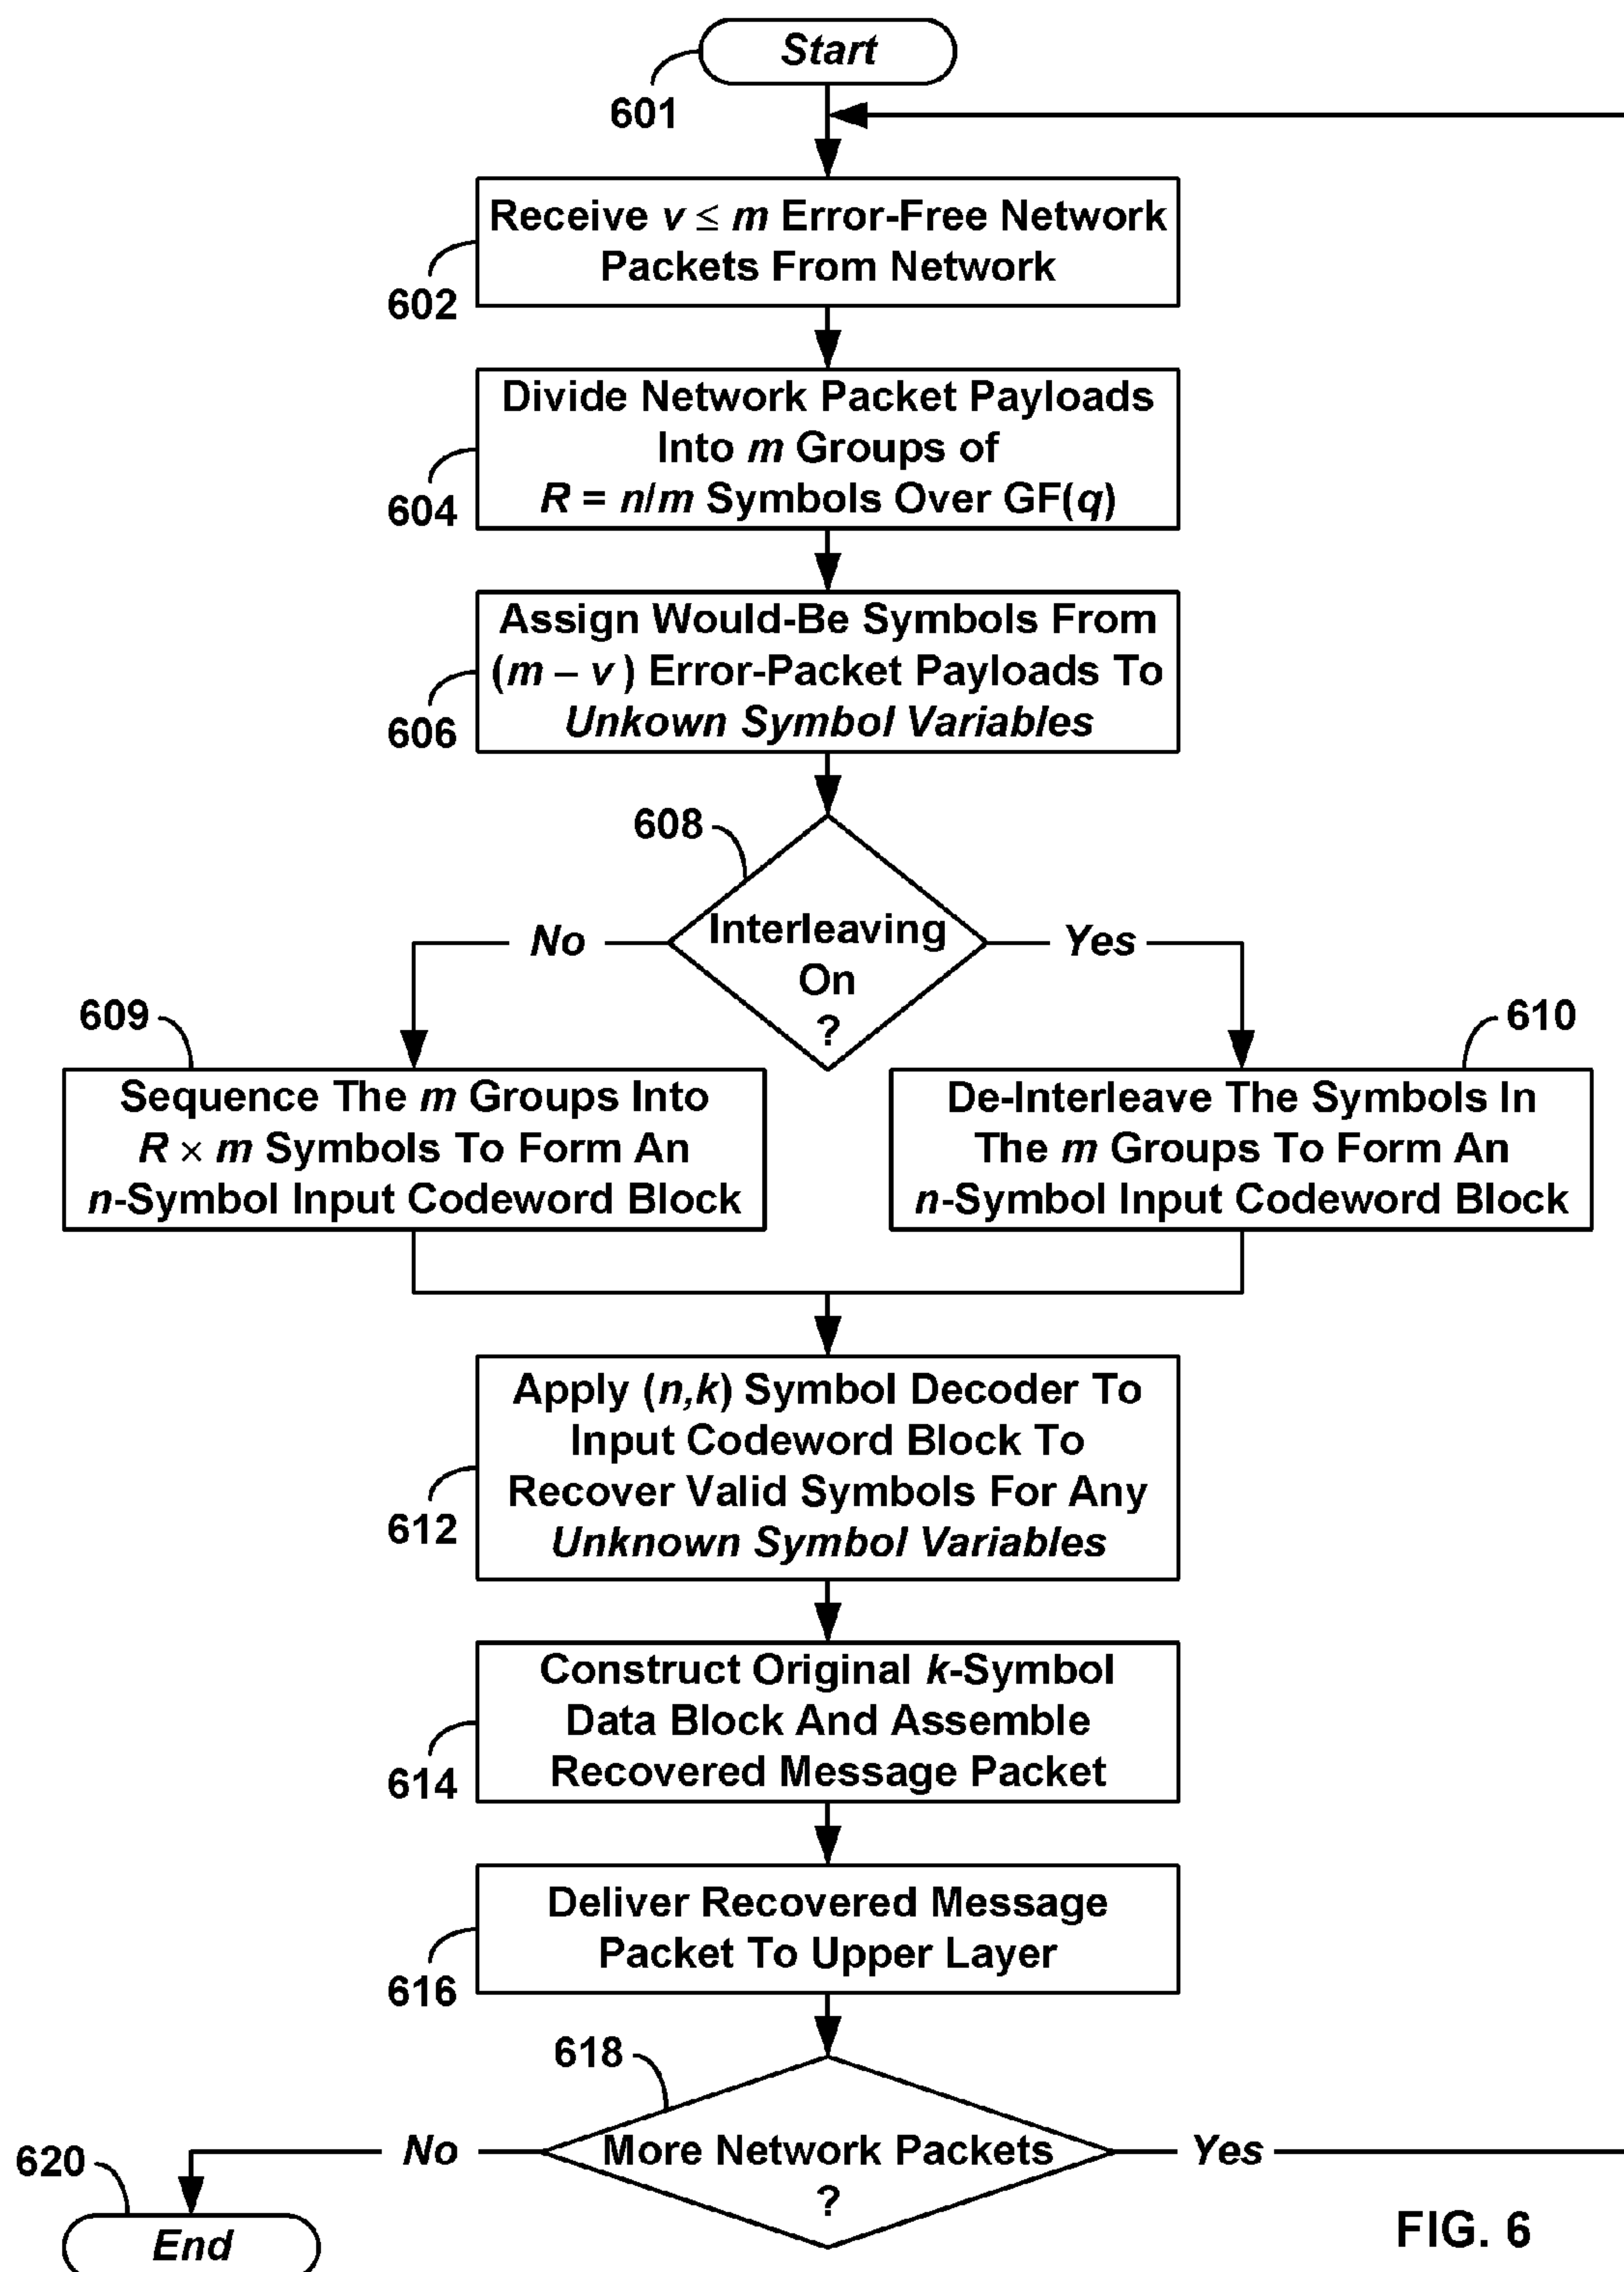 Start
601
Receive v ≤ m Error-Free Network
Packets From Network
602
Divide Network Packet Payloads
Into m Groups of
R = n/m Symbols Over GF(q)
604
Assign Would-Be Symbols From
(m – v) Error-Packet Payloads To
Unkown Symbol Variables
606
608
Interleaving
On
?
No
Yes
609
610
Sequence The m Groups Into
R × m Symbols To Form An
n-Symbol Input Codeword Block
De-Interleave The Symbols In
The m Groups To Form An
n-Symbol Input Codeword Block
Apply (n,k) Symbol Decoder To
Input Codeword Block To
Recover Valid Symbols For Any
Unknown Symbol Variables
612
Construct Original k-Symbol
Data Block And Assemble
Recovered Message Packet
614
Deliver Recovered Message
Packet To Upper Layer
616
618
More Network Packets
?
No
Yes
620
End
FIG. 6